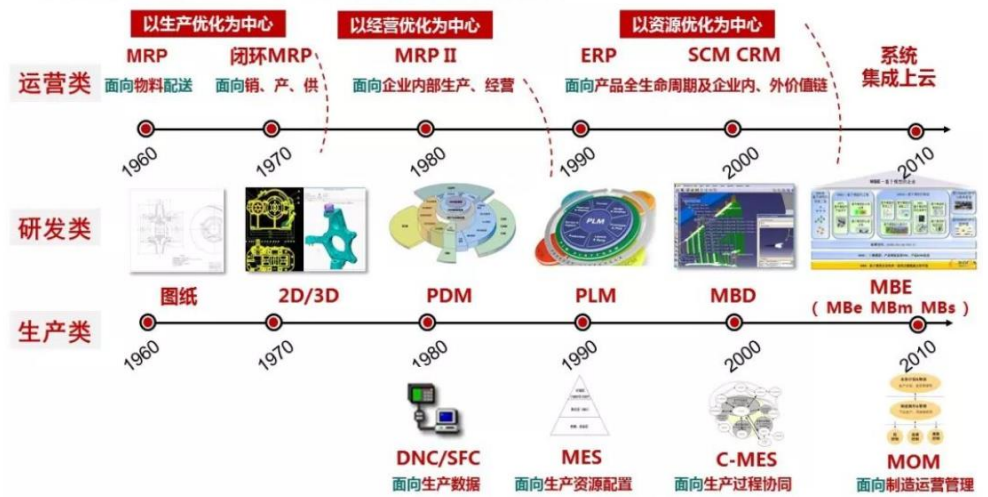 以生产优化为中心
以经营优化为中心
以资源优化为中心
MRP
闭环MRP
MRP II
ERP
SCM CRM
系统
集成上云
运营类
面向物料配送
面向销、产、供
面向企业内部生产、经营
面向产品全生命周期及企业内、外价值链
1960
1970
1980
1990
2000
2010
研发类
PLM
图纸
2D/3D
PDM
PLM
MBD
MBE
( MBe MBm MBs )
生产类
1960
1970
1980
1990
2000
2010
DNC/SFC
MES
C-MES
MOM
面向生产数据
面向生产资源配置
面向生产过程协同
面向制造运营管理